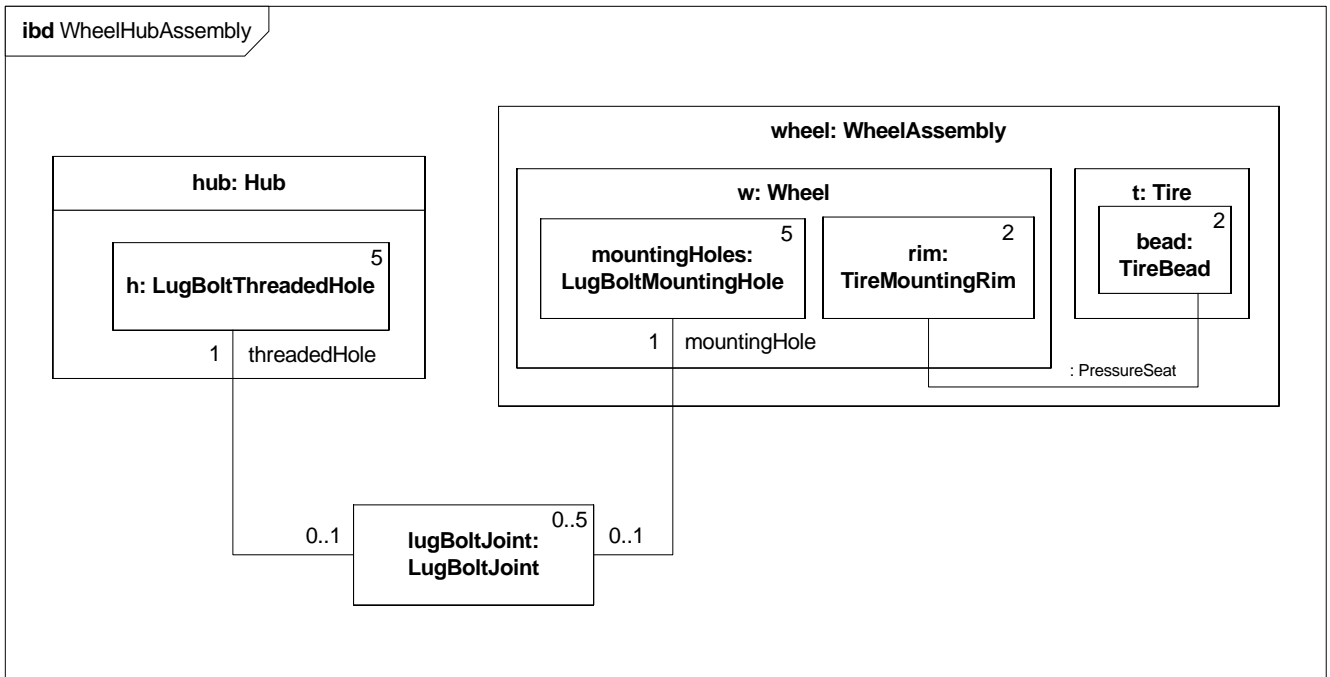 ibd WheelHubAssembly
wheel: WheelAssembly
hub: Hub
w: Wheel
t: Tire
5
h: LugBoltThreadedHole
5
mountingHoles:
LugBoltMountingHole
2
rim:
TireMountingRim
2
bead:
TireBead
1 threadedHole
1 mountingHole
: PressureSeat
0..1
0..5
lugBoltJoint:
LugBoltJoint
0..1